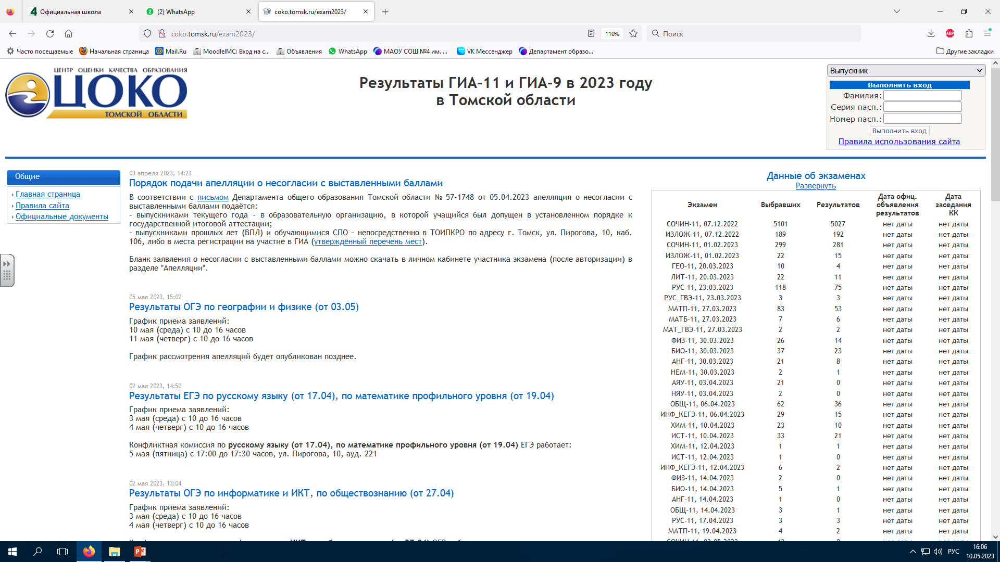 Официальная школа
(2) WhatsApp
coko.tomsk.ru/exam2023/
coko.tomsk.ru/exam2023/
110%
Поиск
ABP
Часто посещаемые
Начальная страница
Mail.Ru
MoodleIMC: Вход на с...
Объявления
WhatsApp
МАОУ СОШ №4 им. ...
VK Мессенджер
Департамент образо...
Другие закладки
ЦЕНТР ОЦЕНКИ КАЧЕСТВА ОБРАЗОВАНИЯ
ЦОКО
ТОМСКОЙ ОБЛАСТИ
Результаты ГИА-11 и ГИА-9 в 2023 году
в Томской области
Выпускник
Выполнить вход
Фамилия:
Серия пасп.:
Номер пасп.:
Выполнить вход
Правила использования сайта
Общие
Главная страница
Правила сайта
Официальные документы
03 апреля 2023, 14:23
Порядок подачи апелляции о несогласии с выставленными баллами
В соответствии с письмом Департамента общего образования Томской области № 57-1748 от 05.04.2023 апелляция о несогласии с
выставленными баллами подаётся:
- выпускниками текущего года – в образовательную организацию, в которой учащийся был допущен в установленном порядке к
государственной итоговой аттестации;
- выпускниками прошлых лет (ВПЛ) и обучающимися СПО – непосредственно в ТОИПКРО по адресу г. Томск, ул. Пирогова, 10, каб.
106, либо в места регистрации на участие в ГИА (утверждённый перечень мест).
Бланк заявления о несогласии с выставленными баллами можно скачать в личном кабинете участника экзамена (после авторизации) в
разделе "Апелляции".
05 мая 2023, 15:02
Результаты ОГЭ по географии и физике (от 03.05)
График приема заявлений:
10 мая (среда) с 10 до 16 часов
11 мая (четверг) с 10 до 16 часов
График рассмотрения апелляций будет опубликован позднее.
02 мая 2023, 14:50
Результаты ЕГЭ по русскому языку (от 17.04), по математике профильного уровня (от 19.04)
График приема заявлений:
3 мая (среда) с 10 до 16 часов
4 мая (четверг) с 10 до 16 часов
Конфликтная комиссия по русскому языку (от 17.04), по математике профильного уровня (от 19.04) ЕГЭ работает:
5 мая (пятница) с 17:00 до 17:30 часов, ул. Пирогова, 10, ауд. 221
02 мая 2023, 13:04
Результаты ОГЭ по информатике и ИКТ, по обществознанию (от 27.04)
График приема заявлений:
3 мая (среда) с 10 до 16 часов
4 мая (четверг) с 10 до 16 часов
Данные об экзаменах
Развернуть
Экзамен Выбравших Результатов Дата офиц. объявления результатов Дата заседания КК
СОЧИН-11, 07.12.2022 5101 5027 нет даты нет даты
ИЗЛОЖ-11, 07.12.2022 189 192 нет даты нет даты
СОЧИН-11, 01.02.2023 299 281 нет даты нет даты
ИЗЛОЖ-11, 01.02.2023 22 15 нет даты нет даты
ГЕО-11, 20.03.2023 10 4 нет даты нет даты
ЛИТ-11, 20.03.2023 22 11 нет даты нет даты
РУС-11, 23.03.2023 118 75 нет даты нет даты
РУС_ГВЭ-11, 23.03.2023 3 3 нет даты нет даты
МАТП-11, 27.03.2023 83 53 нет даты нет даты
МАТБ-11, 27.03.2023 7 6 нет даты нет даты
МАТ_ГВЭ-11, 27.03.2023 2 2 нет даты нет даты
ФИЗ-11, 30.03.2023 26 14 нет даты нет даты
БИО-11, 30.03.2023 37 23 нет даты нет даты
АНГ-11, 30.03.2023 21 8 нет даты нет даты
НЕМ-11, 30.03.2023 2 1 нет даты нет даты
АЯУ-11, 03.04.2023 21 0 нет даты нет даты
НЯУ-11, 03.04.2023 2 0 нет даты нет даты
ОБЩ-11, 06.04.2023 62 36 нет даты нет даты
ИНФ_КЕГЭ-11, 06.04.2023 29 15 нет даты нет даты
ХИМ-11, 10.04.2023 23 10 нет даты нет даты
ИСТ-11, 10.04.2023 33 21 нет даты нет даты
ХИМ-11, 12.04.2023 1 1 нет даты нет даты
ИСТ-11, 12.04.2023 1 0 нет даты нет даты
ИНФ_КЕГЭ-11, 12.04.2023 6 2 нет даты нет даты
ФИЗ-11, 14.04.2023 2 0 нет даты нет даты
БИО-11, 14.04.2023 5 1 нет даты нет даты
АНГ-11, 14.04.2023 1 0 нет даты нет даты
ОБЩ-11, 14.04.2023 3 1 нет даты нет даты
РУС-11, 17.04.2023 3 3 нет даты нет даты
МАТП-11, 19.04.2023 4 2 нет даты нет даты
РУС
16:06
10.05.2023